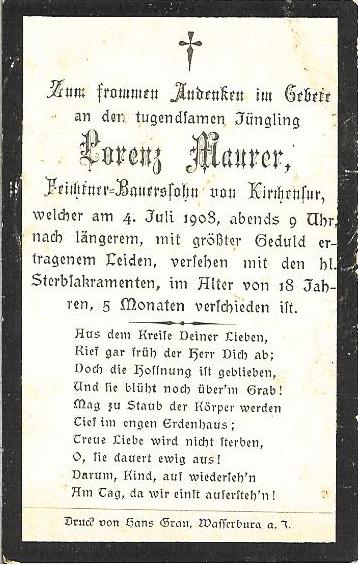 Zum frommen Andenken im Gebete
an den tugendsamen Jüngling
Lorenz Maurer,
Feichtner-Bauerssohn von Kirchensur,
welcher am 4. Juli 1908, abends 9 Uhr
nach längerem, mit größter Geduld er-
tragenem Leiden, versehen mit den hl.
Sterbsakramenten, im Alter von 18 Jah-
ren, 5 Monaten verschieden ist.
Aus dem Kreise Deiner Lieben,
Rief gar früh der Herr Dich ab;
Doch die Hoffnung ist geblieben,
Und sie blüht noch über'm Grab!
Mag zu Staub der Körper werden
Tief im engen Erdenhaus;
Treue Liebe wird nicht sterben,
O, sie dauert ewig aus!
Darum, Kind, auf wiederseh'n
Am Tag, da wir einst aufersteh'n!
Druck von Hans Grau, Wasserburg a. J.